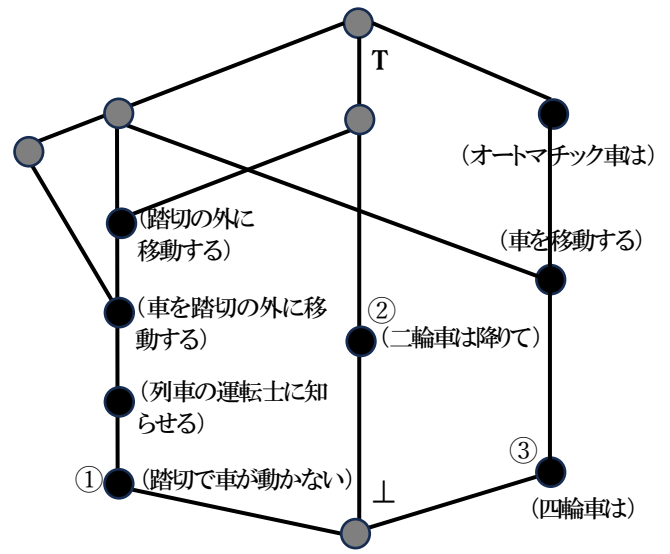 T
（オートマチック車は）
（踏切の外に
移動する）
（車を移動する）
（車を踏切の外に移
動する）
②
（二輪車は降りて）
（列車の運転士に知
らせる）
①（踏切で車が動かない）
⊥
③
（四輪車は）